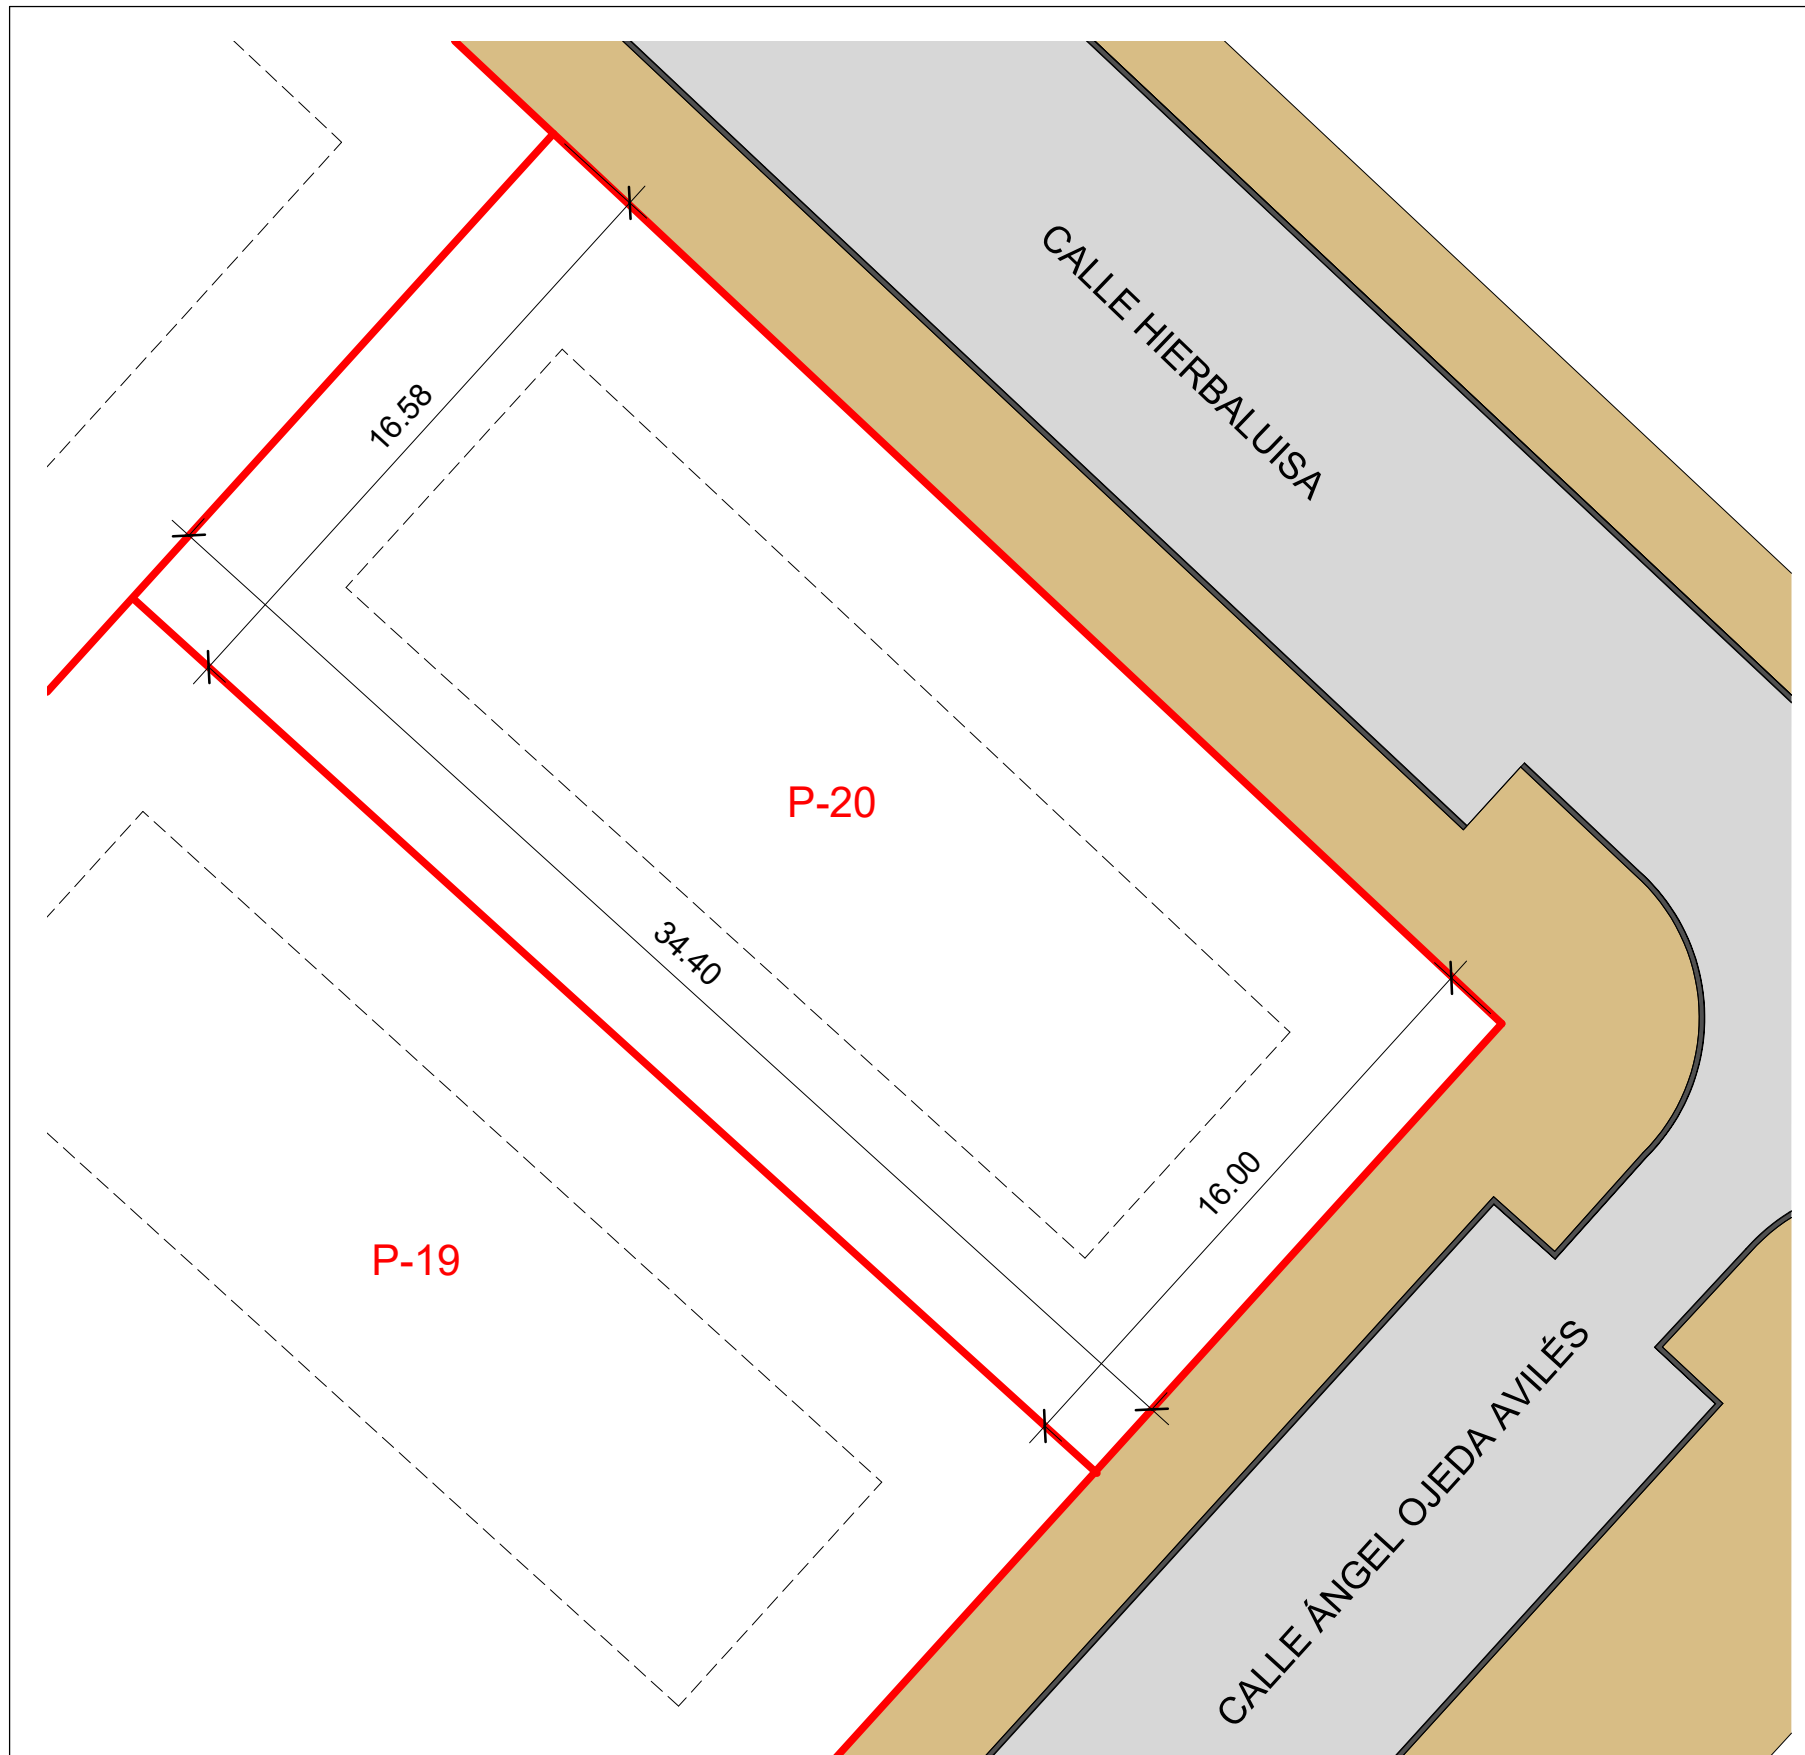 CALLE HIERBALUISA
16.58
P-20
34.40
16.00
P-19
CALLE ÁNGEL OJEDA AVILÉS